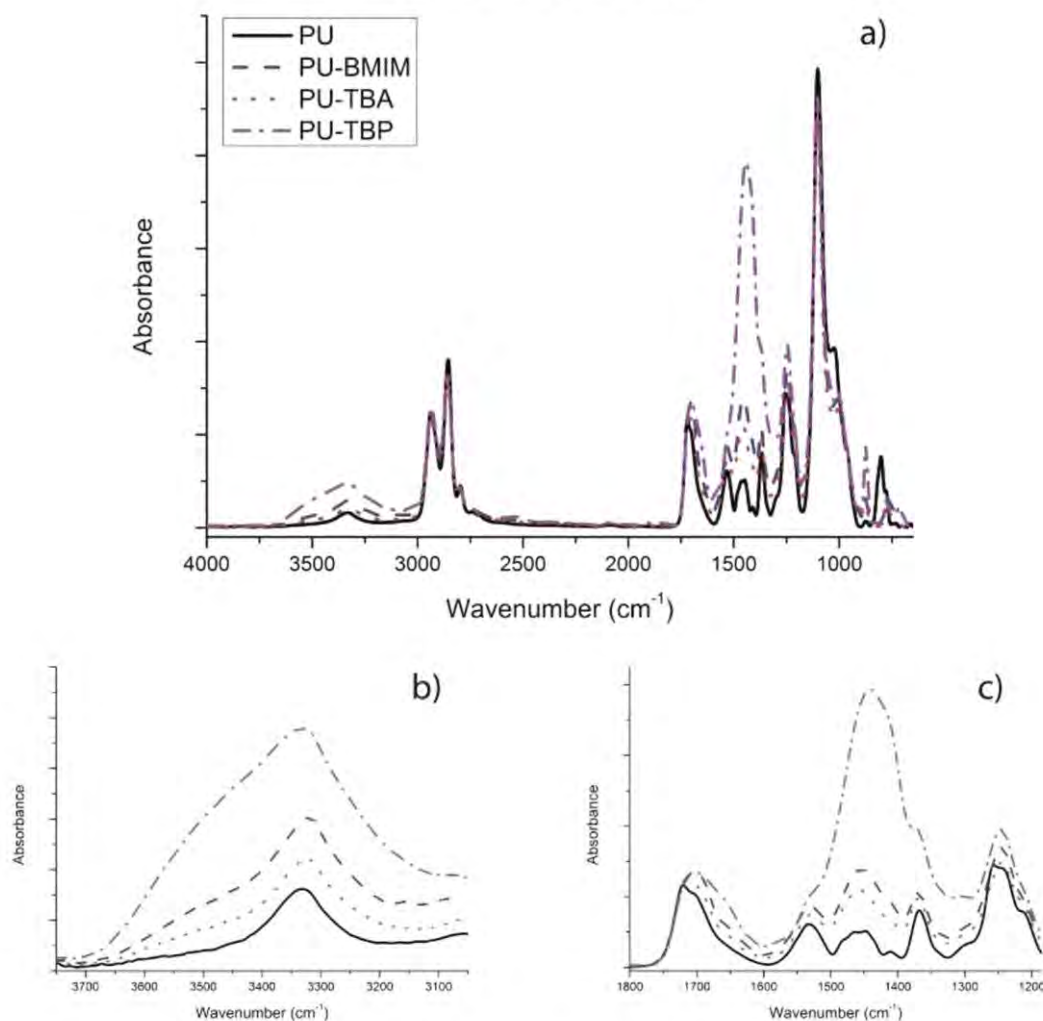 a)
PU
PU-BMIM
PU-TBA
PU-TBP
Absorbance
4000 3500 3000 2500 2000 1500 1000
Wavenumber (cm-1)
b)
Absorbance
3700 3600 3500 3400 3300 3200 3100
Wavenumber (cm-1)
c)
Absorbance
1800 1700 1600 1500 1400 1300 1200
Wavenumber (cm-1)